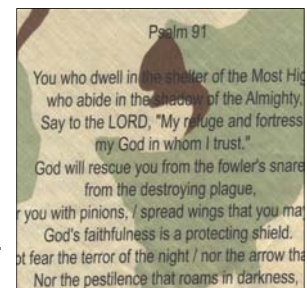 Psalm 91
You who dwell in the shelter of the Most Hig
who abide in the shadow of the Almighty,
Say to the LORD, "My refuge and fortress
my God in whom I trust."
God will rescue you from the fowler's snare
from the destroying plague,
r you with pinions, / spread wings that you may
God's faithfulness is a protecting shield.
ot fear the terror of the night / nor the arrow tha
Nor the pestilence that roams in darkness,